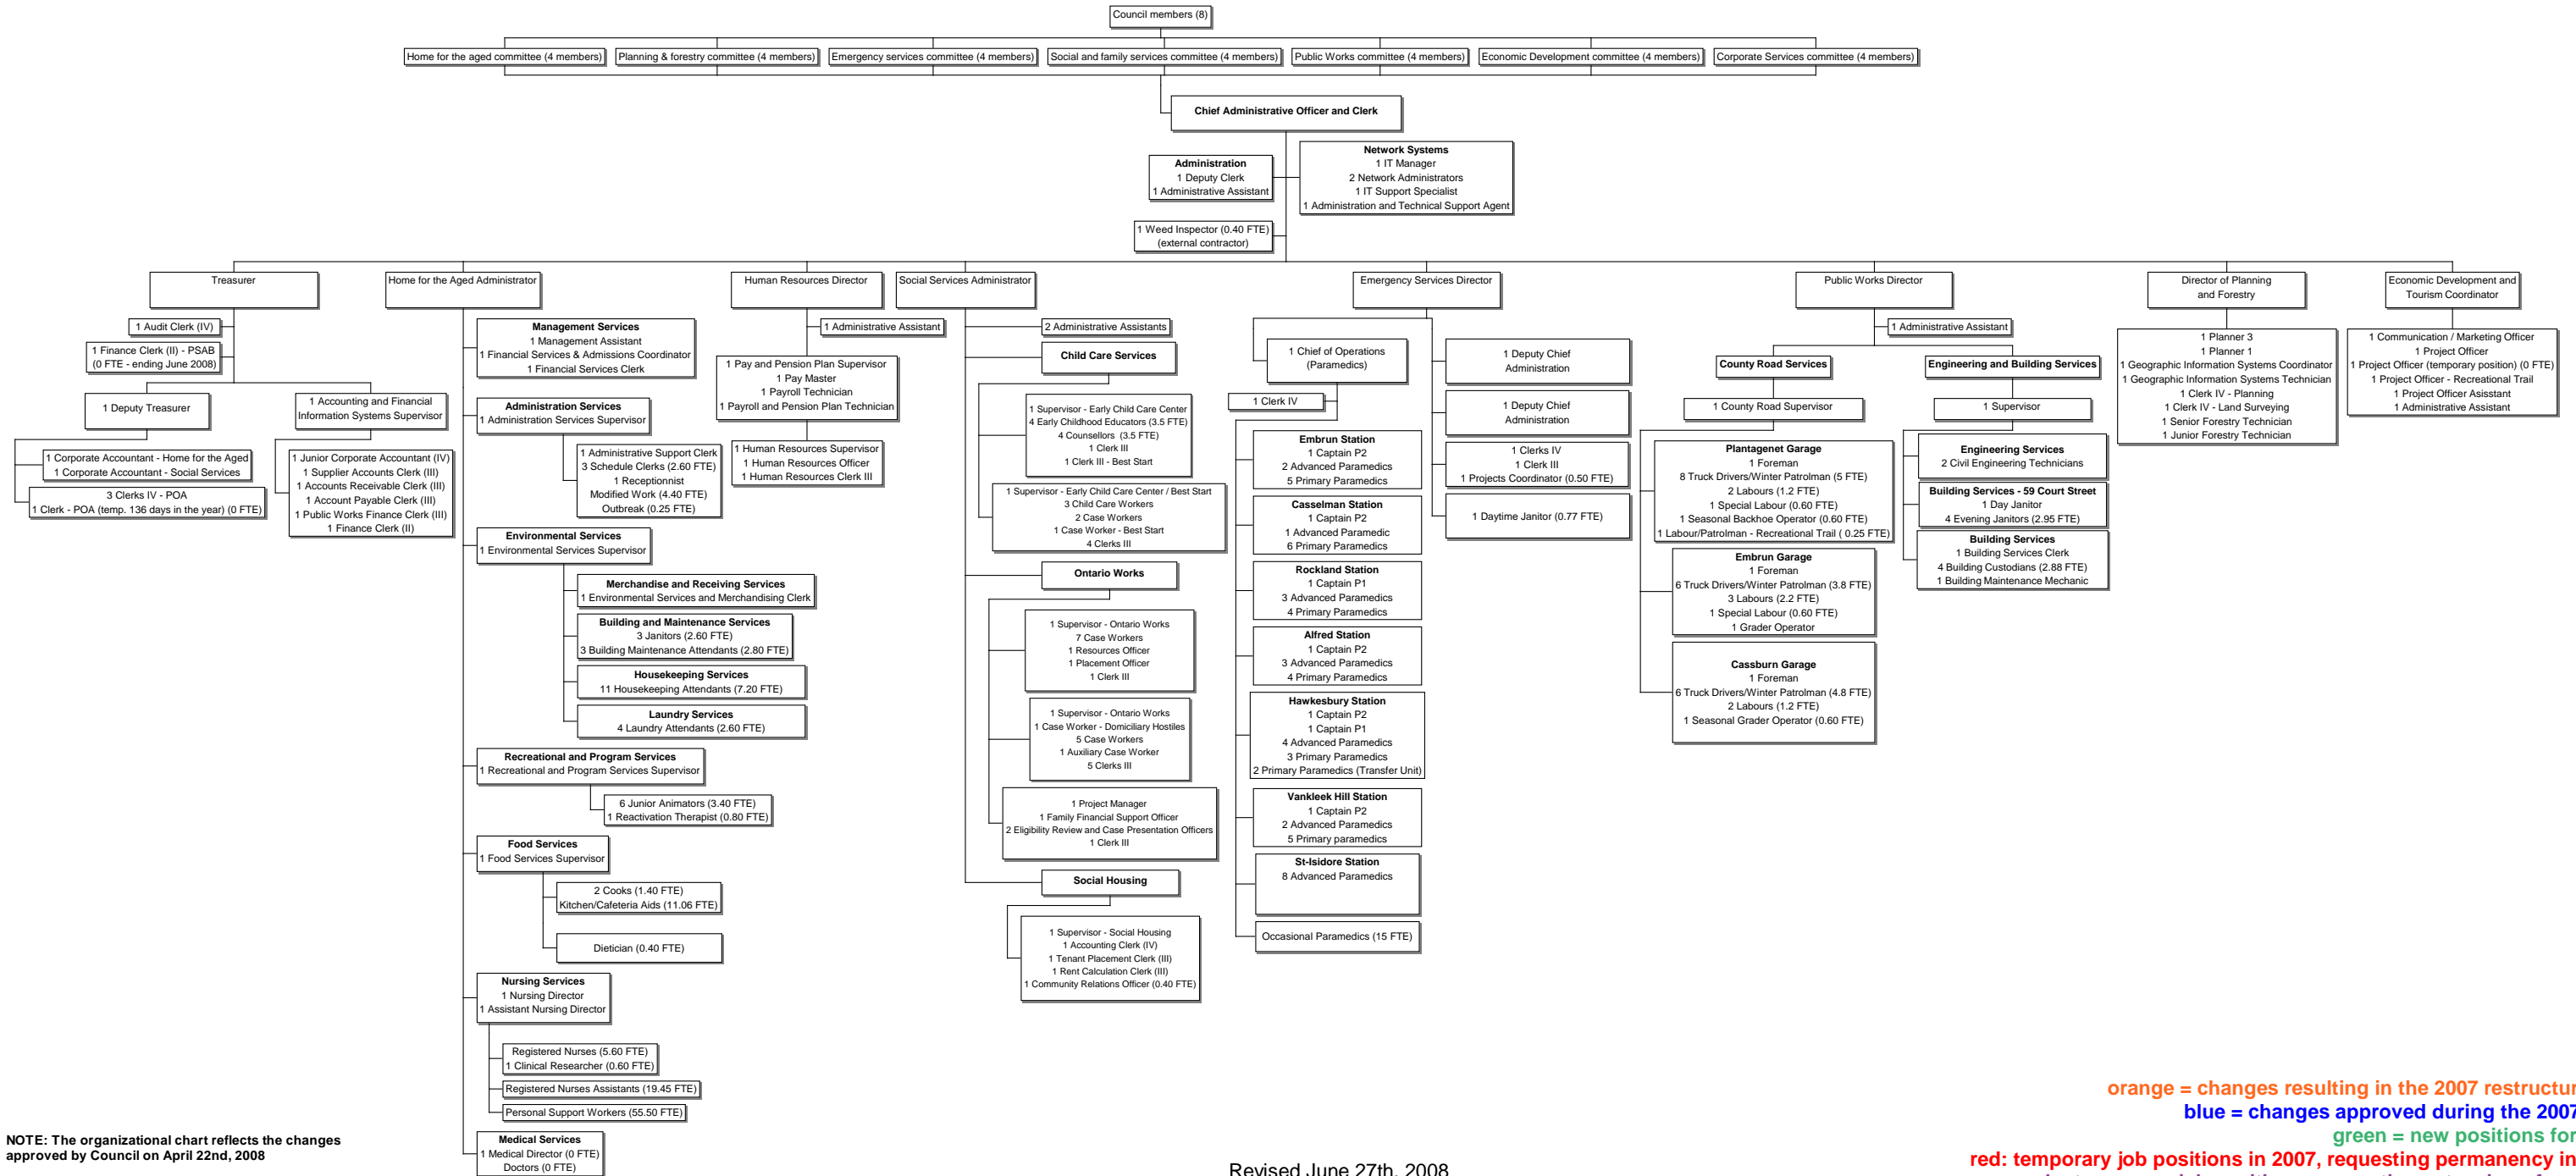 Council members (8)
Home for the aged committee (4 members)
Planning & forestry committee (4 members)
Emergency services committee (4 members)
Social and family services committee (4 members)
Public Works committee (4 members)
Economic Development committee (4 members)
Corporate Services committee (4 members)
Chief Administrative Officer and Clerk
Administration
1 Deputy Clerk
1 Administrative Assistant
Network Systems
1 IT Manager
2 Network Administrators
1 IT Support Specialist
1 Administration and Technical Support Agent
1 Weed Inspector (0.40 FTE)
(external contractor)
Treasurer
1 Audit Clerk (IV)
1 Finance Clerk (II) - PSAB
(0 FTE - ending June 2008)
1 Deputy Treasurer
1 Accounting and Financial
Information Systems Supervisor
1 Corporate Accountant - Home for the Aged
1 Corporate Accountant - Social Services
3 Clerks IV - POA
1 Clerk - POA (temp. 136 days in the year) (0 FTE)
1 Junior Corporate Accountant (IV)
1 Supplier Accounts Clerk (III)
1 Accounts Receivable Clerk (III)
1 Account Payable Clerk (III)
1 Public Works Finance Clerk (III)
1 Finance Clerk (II)
Home for the Aged Administrator
Management Services
1 Management Assistant
1 Financial Services & Admissions Coordinator
1 Financial Services Clerk
Administration Services
1 Administration Services Supervisor
1 Administrative Support Clerk
3 Schedule Clerks (2.60 FTE)
1 Receptionnist
Modified Work (4.40 FTE)
Outbreak (0.25 FTE)
Environmental Services
1 Environmental Services Supervisor
Merchandise and Receiving Services
1 Environmental Services and Merchandising Clerk
Building and Maintenance Services
3 Janitors (2.60 FTE)
3 Building Maintenance Attendants (2.80 FTE)
Housekeeping Services
11 Housekeeping Attendants (7.20 FTE)
Laundry Services
4 Laundry Attendants (2.60 FTE)
Recreational and Program Services
1 Recreational and Program Services Supervisor
6 Junior Animators (3.40 FTE)
1 Reactivation Therapist (0.80 FTE)
Food Services
1 Food Services Supervisor
2 Cooks (1.40 FTE)
Kitchen/Cafeteria Aids (11.06 FTE)
Dietician (0.40 FTE)
Nursing Services
1 Nursing Director
1 Assistant Nursing Director
Registered Nurses (5.60 FTE)
1 Clinical Researcher (0.60 FTE)
Registered Nurses Assistants (19.45 FTE)
Personal Support Workers (55.50 FTE)
Medical Services
1 Medical Director (0 FTE)
Doctors (0 FTE)
Human Resources Director
1 Administrative Assistant
1 Pay and Pension Plan Supervisor
1 Pay Master
1 Payroll Technician
1 Payroll and Pension Plan Technician
1 Human Resources Supervisor
1 Human Resources Officer
1 Human Resources Clerk III
Social Services Administrator
2 Administrative Assistants
Child Care Services
1 Supervisor - Early Child Care Center
4 Early Childhood Educators (3.5 FTE)
4 Counsellors (3.5 FTE)
1 Clerk III
1 Clerk III - Best Start
1 Supervisor - Early Child Care Center / Best Start
3 Child Care Workers
2 Case Workers
1 Case Worker - Best Start
4 Clerks III
Ontario Works
1 Supervisor - Ontario Works
7 Case Workers
1 Resources Officer
1 Placement Officer
1 Clerk III
1 Supervisor - Ontario Works
1 Case Worker - Domiciliary Hostiles
5 Case Workers
1 Auxiliary Case Worker
5 Clerks III
1 Project Manager
1 Family Financial Support Officer
2 Eligibility Review and Case Presentation Officers
1 Clerk III
Social Housing
1 Supervisor - Social Housing
1 Accounting Clerk (IV)
1 Tenant Placement Clerk (III)
1 Rent Calculation Clerk (III)
1 Community Relations Officer (0.40 FTE)
Emergency Services Director
1 Chief of Operations
(Paramedics)
1 Clerk IV
Embrun Station
1 Captain P2
2 Advanced Paramedics
5 Primary Paramedics
Casselman Station
1 Captain P2
1 Advanced Paramedic
6 Primary Paramedics
Rockland Station
1 Captain P1
3 Advanced Paramedics
4 Primary Paramedics
Alfred Station
1 Captain P2
3 Advanced Paramedics
4 Primary Paramedics
Hawkesbury Station
1 Captain P2
1 Captain P1
4 Advanced Paramedics
3 Primary Paramedics
2 Primary Paramedics (Transfer Unit)
Vankleek Hill Station
1 Captain P2
2 Advanced Paramedics
5 Primary paramedics
St-Isidore Station
8 Advanced Paramedics
Occasional Paramedics (15 FTE)
1 Deputy Chief
Administration
1 Deputy Chief
Administration
1 Clerks IV
1 Clerk III
1 Projects Coordinator (0.50 FTE)
1 Daytime Janitor (0.77 FTE)
Public Works Director
1 Administrative Assistant
County Road Services
1 County Road Supervisor
Plantagenet Garage
1 Foreman
8 Truck Drivers/Winter Patrolman (5 FTE)
2 Labours (1.2 FTE)
1 Special Labour (0.60 FTE)
1 Seasonal Backhoe Operator (0.60 FTE)
1 Labour/Patrolman - Recreational Trail ( 0.25 FTE)
Embrun Garage
1 Foreman
6 Truck Drivers/Winter Patrolman (3.8 FTE)
3 Labours (2.2 FTE)
1 Special Labour (0.60 FTE)
1 Grader Operator
Cassburn Garage
1 Foreman
6 Truck Drivers/Winter Patrolman (4.8 FTE)
2 Labours (1.2 FTE)
1 Seasonal Grader Operator (0.60 FTE)
Engineering and Building Services
1 Supervisor
Engineering Services
2 Civil Engineering Technicians
Building Services - 59 Court Street
1 Day Janitor
4 Evening Janitors (2.95 FTE)
Building Services
1 Building Services Clerk
4 Building Custodians (2.88 FTE)
1 Building Maintenance Mechanic
Director of Planning
and Forestry
1 Planner 3
1 Planner 1
1 Geographic Information Systems Coordinator
1 Geographic Information Systems Technician
1 Clerk IV - Planning
1 Clerk IV - Land Surveying
1 Senior Forestry Technician
1 Junior Forestry Technician
Economic Development and
Tourism Coordinator
1 Communication / Marketing Officer
1 Project Officer
1 Project Officer (temporary position) (0 FTE)
1 Project Officer - Recreational Trail
1 Project Officer Asisstant
1 Administrative Assistant
NOTE: The organizational chart reflects the changes
approved by Council on April 22nd, 2008
Revised June 27th, 2008
orange = changes resulting in the 2007 restructur
blue = changes approved during the 2007
green = new positions for
red: temporary job positions in 2007, requesting permanency in